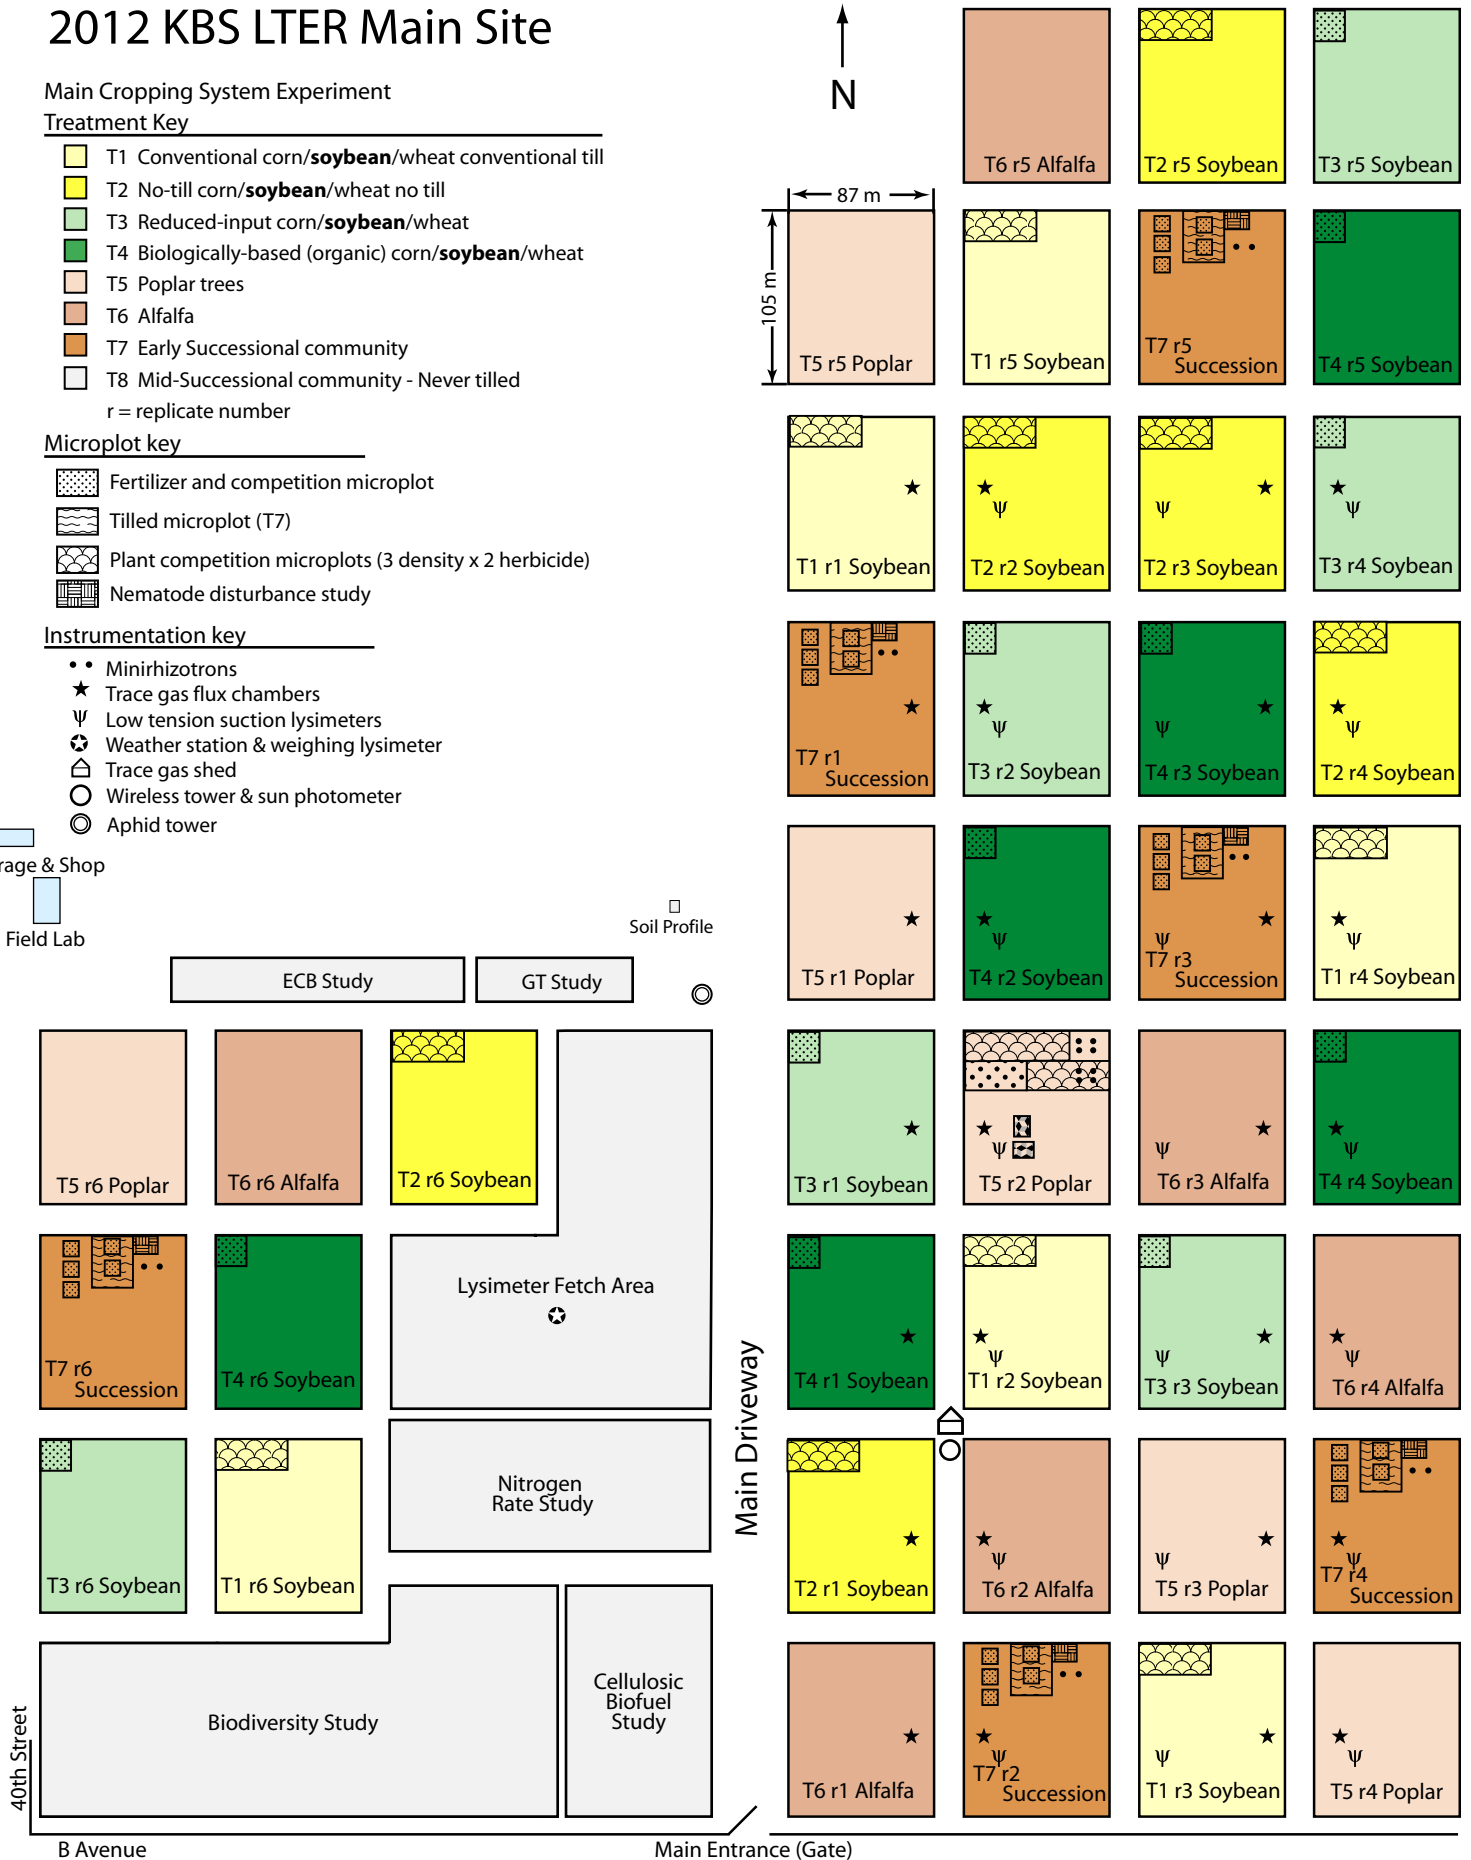 2012 KBS LTER Main Site
Main Cropping System Experiment
Treatment Key
T1 Conventional corn/soybean/wheat conventional till
T2 No-till corn/soybean/wheat no till
T3 Reduced-input corn/soybean/wheat
T4 Biologically-based (organic) corn/soybean/wheat
T5 Poplar trees
T6 Alfalfa
T7 Early Successional community
T8 Mid-Successional community - Never tilled
r = replicate number
Microplot key
Fertilizer and competition microplot
Tilled microplot (T7)
Plant competition microplots (3 density x 2 herbicide)
Nematode disturbance study
Instrumentation key
Minirhizotrons
Trace gas flux chambers
Low tension suction lysimeters
Weather station & weighing lysimeter
Trace gas shed
Wireless tower & sun photometer
Aphid tower
rage & Shop
Field Lab
Soil Profile
ECB Study
GT Study
T5 r6 Poplar
T6 r6 Alfalfa
T2 r6 Soybean
T7 r6
Succession
T4 r6 Soybean
Lysimeter Fetch Area
T3 r6 Soybean
T1 r6 Soybean
Nitrogen
Rate Study
Biodiversity Study
Cellulosic
Biofuel
Study
40th Street
B Avenue
Main Entrance (Gate)
Main Driveway
N
87 m
105 m
T6 r5 Alfalfa
T2 r5 Soybean
T3 r5 Soybean
T5 r5 Poplar
T1 r5 Soybean
T7 r5
Succession
T4 r5 Soybean
T1 r1 Soybean
T2 r2 Soybean
T2 r3 Soybean
T3 r4 Soybean
T7 r1
Succession
T3 r2 Soybean
T4 r3 Soybean
T2 r4 Soybean
T5 r1 Poplar
T4 r2 Soybean
T7 r3
Succession
T1 r4 Soybean
T3 r1 Soybean
T5 r2 Poplar
T6 r3 Alfalfa
T4 r4 Soybean
T4 r1 Soybean
T1 r2 Soybean
T3 r3 Soybean
T6 r4 Alfalfa
T2 r1 Soybean
T6 r2 Alfalfa
T5 r3 Poplar
T7 r4
Succession
T6 r1 Alfalfa
T7 r2
Succession
T1 r3 Soybean
T5 r4 Poplar